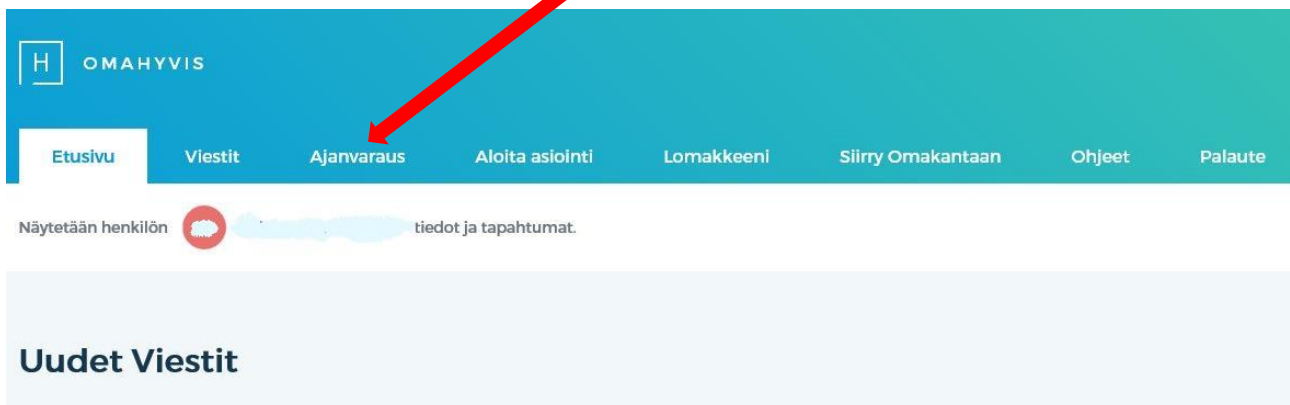 H OMAHYVIS
Etusivu Viestit Ajanvaraus Aloita asiointi Lomakkeeni Siirry Omakantaan Ohjeet Palaute
Näytetään henkilön tiedot ja tapahtumat.
Uudet Viestit